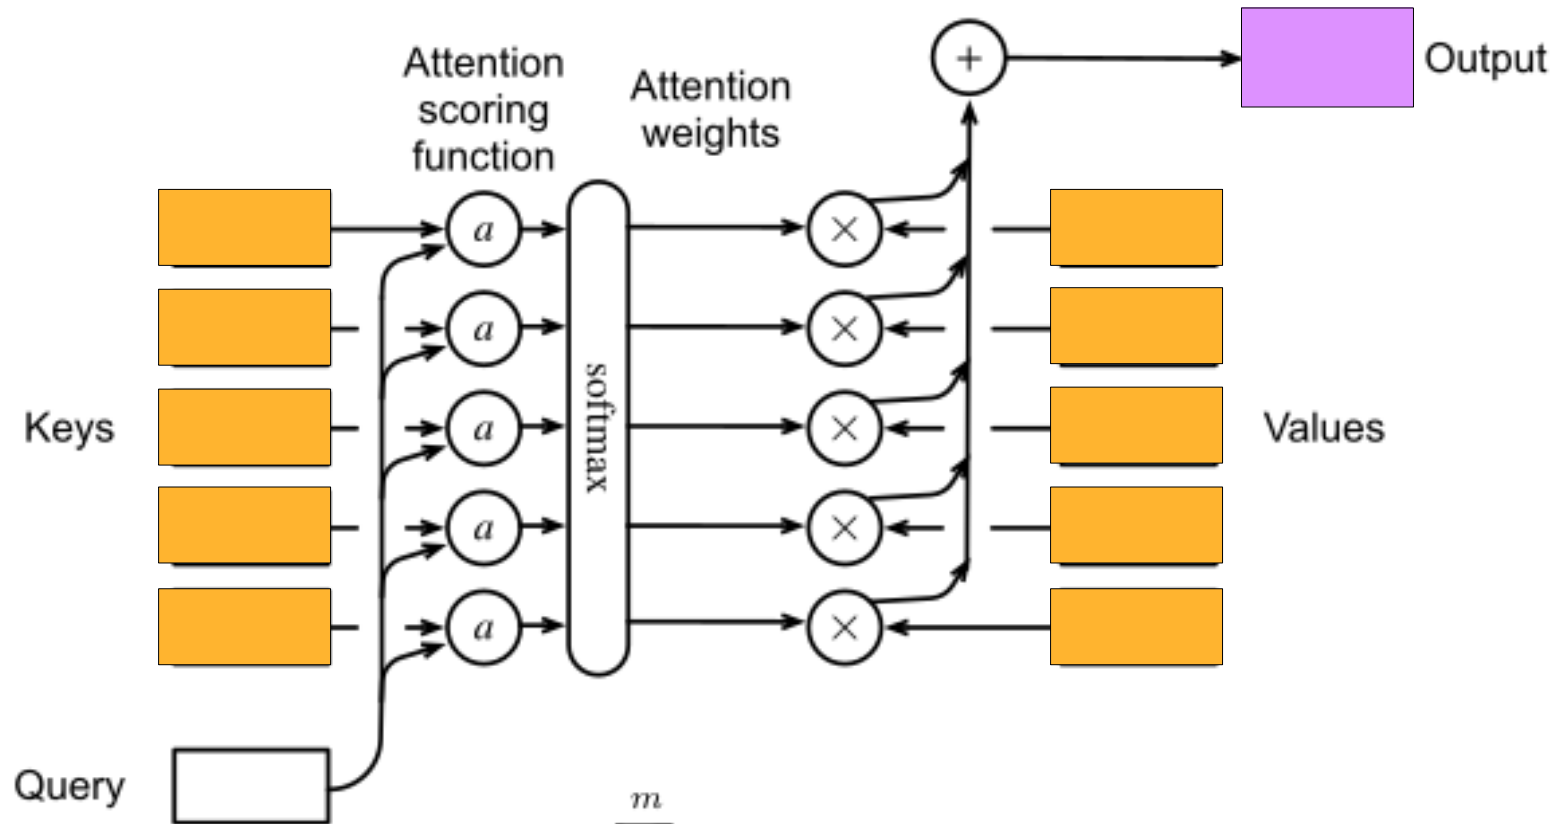 Attention
scoring
function
Attention
weights
+
Output
a
×
a
×
softmax
Keys
a
×
Values
a
×
a
×
Query
m